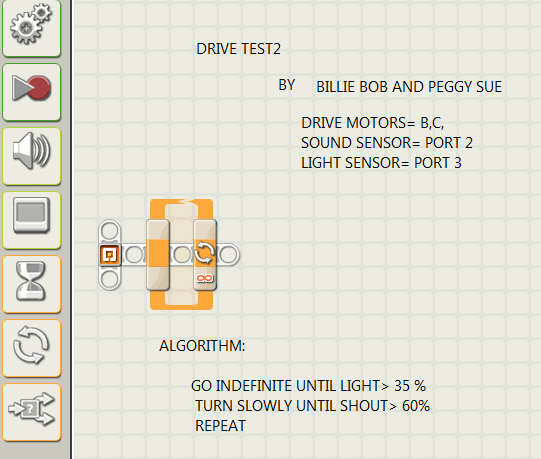 DRIVE TEST2
BY BILLIE BOB AND PEGGY SUE
DRIVE MOTORS= B,C,
SOUND SENSOR= PORT 2
LIGHT SENSOR= PORT 3
ALGORITHM:
GO INDEFINITE UNTIL LIGHT> 35 %
TURN SLOWLY UNTIL SHOUT> 60%
REPEAT